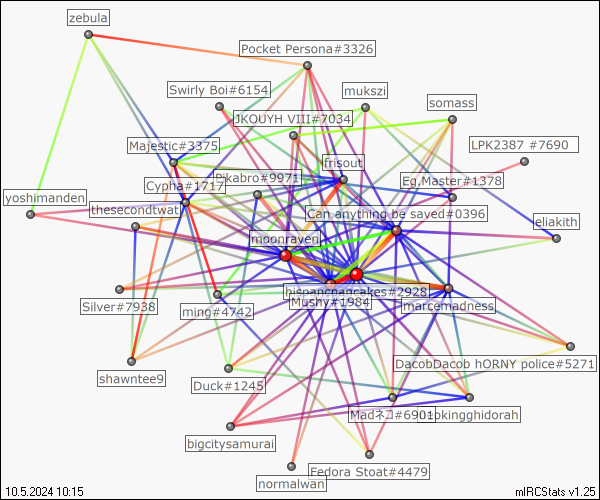 zebula
Pocket Persona#3326
Swirly Boi#6154
mukszi
somass
JKOUYH VIII#7034
LPK2387 #7690
Majestic#3375
frisout
Pikabro#9971
Eg.Master#1378
Cypha#1717
yoshimanden
thesecondtwat
Can anything be saved#0396
eliakith
moonraven
hispancpancakes#2928
Silver#7938
ming#4742
Mushy#1984
marcemadness
DacobDacob hORNY police#5271
shawntee9
Duck#1245
Madネコ#6901
bigcitysamurai
Fedora Stoat#4479
normalwan
10.5.2024 10:15
mIRCStats v1.25